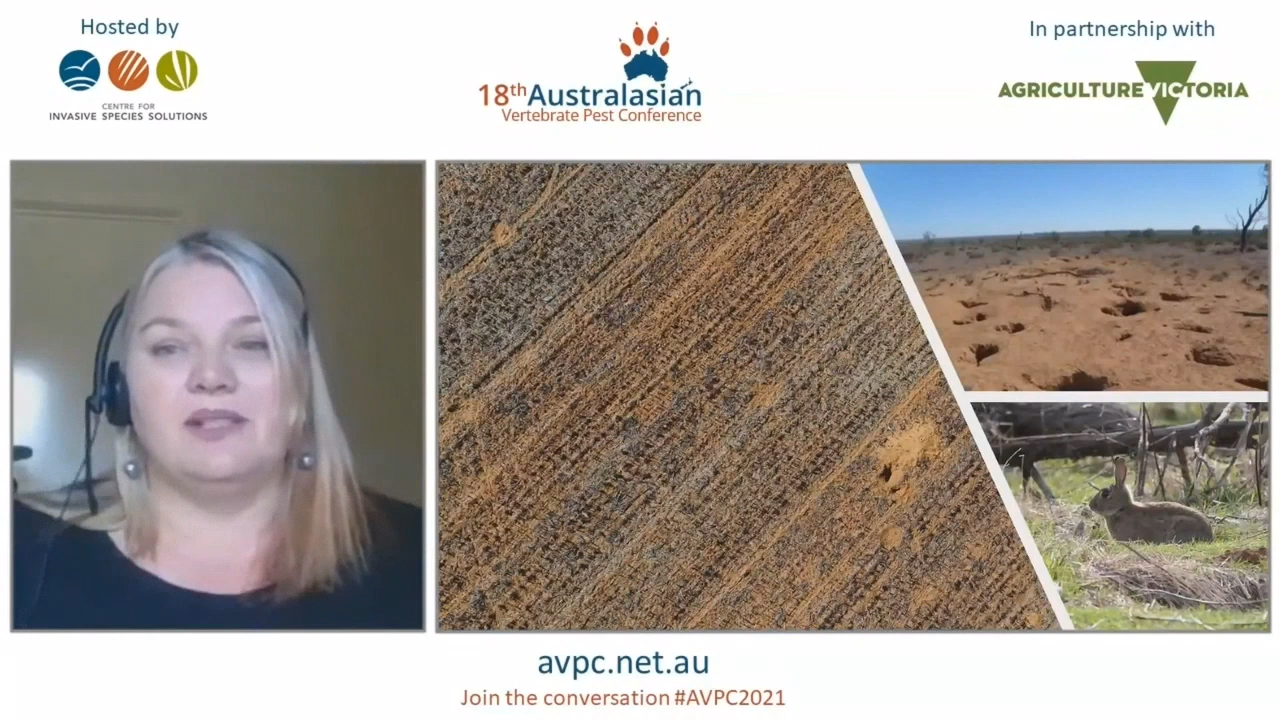 Hosted by
CENTRE FOR
INVASIVE SPECIES SOLUTIONS
18th Australasian
Vertebrate Pest Conference
In partnership with
AGRICULTURE VICTORIA
avpc.net.au
Join the conversation #AVPC2021